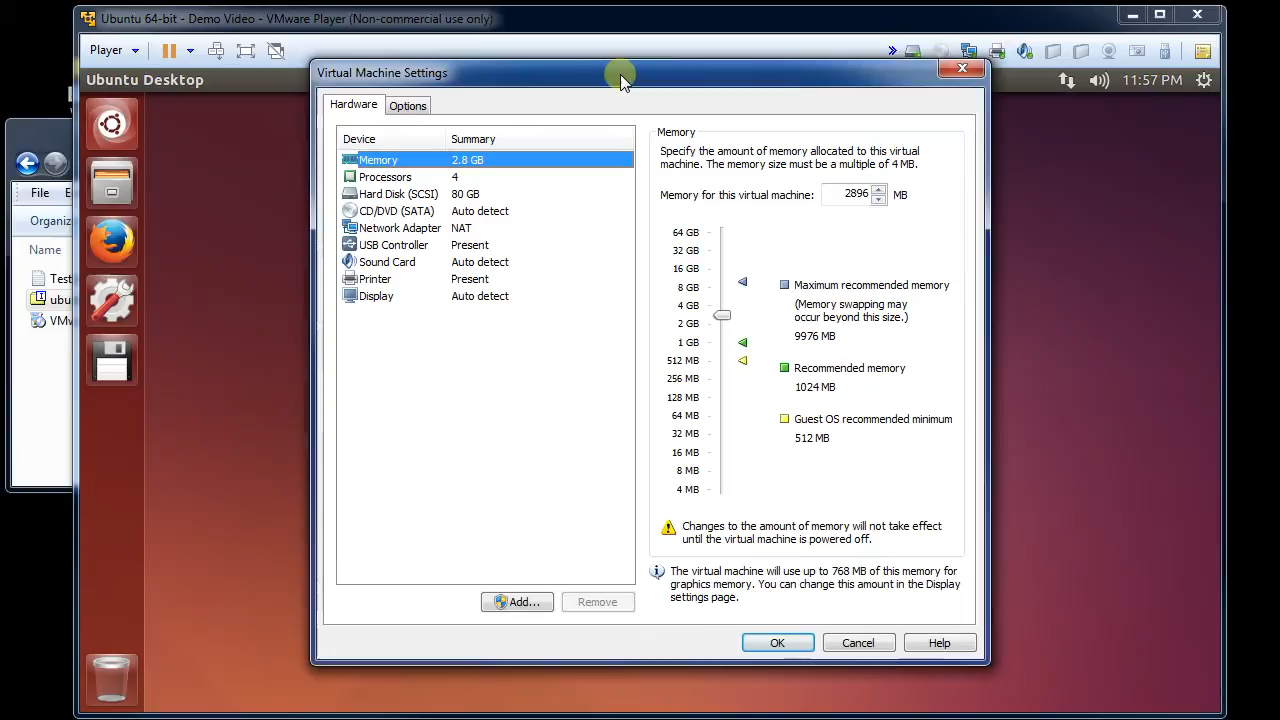 Ubuntu 64-bit - Demo Video - VMware Player (Non-commercial use only)
Player
Ubuntu Desktop
11:57 PM
Virtual Machine Settings
Hardware
Options
Device
Summary
Memory
2.8 GB
Processors
4
Hard Disk (SCSI)
80 GB
CD/DVD (SATA)
Auto detect
Network Adapter
NAT
USB Controller
Present
Sound Card
Auto detect
Printer
Present
Display
Auto detect
Add...
Remove
Memory
Specify the amount of memory allocated to this virtual
machine. The memory size must be a multiple of 4 MB.
Memory for this virtual machine:
2896
MB
64 GB
32 GB
16 GB
8 GB
4 GB
2 GB
1 GB
512 MB
256 MB
128 MB
64 MB
32 MB
16 MB
8 MB
4 MB
Maximum recommended memory
(Memory swapping may
occur beyond this size.)
9976 MB
Recommended memory
1024 MB
Guest OS recommended minimum
512 MB
Changes to the amount of memory will not take effect
until the virtual machine is powered off.
The virtual machine will use up to 768 MB of this memory for
graphics memory. You can change this amount in the Display
settings page.
OK
Cancel
Help
File
E
Organiz
Name
Test
ubu
VMw